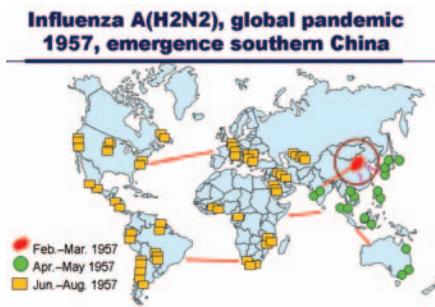 Influenza A(H2N2), global pandemic
1957, emergence southern China
Feb.–Mar. 1957
Apr.–May 1957
Jun.–Aug. 1957